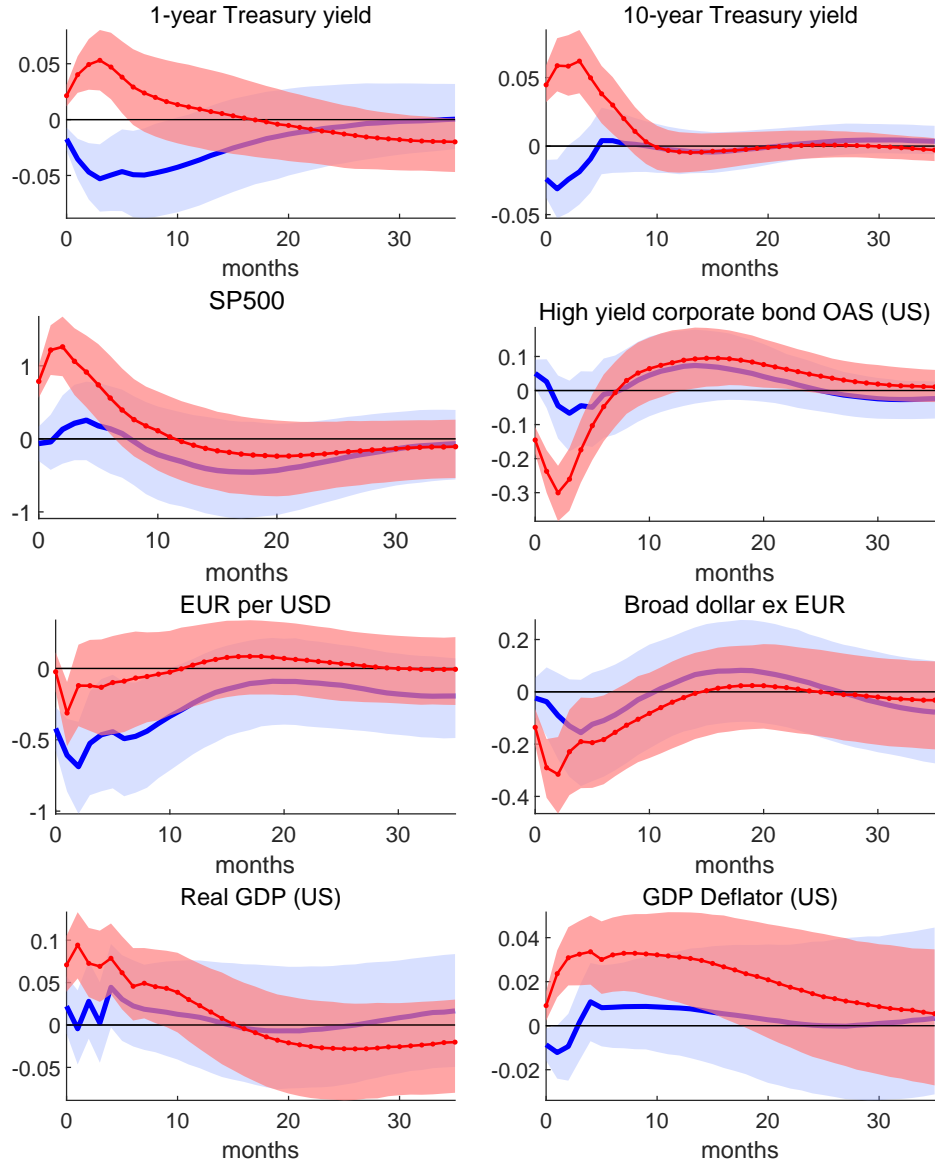 1-year Treasury yield
0.05
0
-0.05
0 10 20 30
months
10-year Treasury yield
0.05
0
-0.05
0 10 20 30
months
SP500
1
0
-1
0 10 20 30
months
High yield corporate bond OAS (US)
0.1
0
-0.1
-0.2
-0.3
0 10 20 30
months
EUR per USD
0
-0.5
-1
0 10 20 30
months
Broad dollar ex EUR
0.2
0
-0.2
-0.4
0 10 20 30
months
Real GDP (US)
0.1
0.05
0
-0.05
0 10 20 30
months
GDP Deflator (US)
0.04
0.02
0
-0.02
0 10 20 30
months